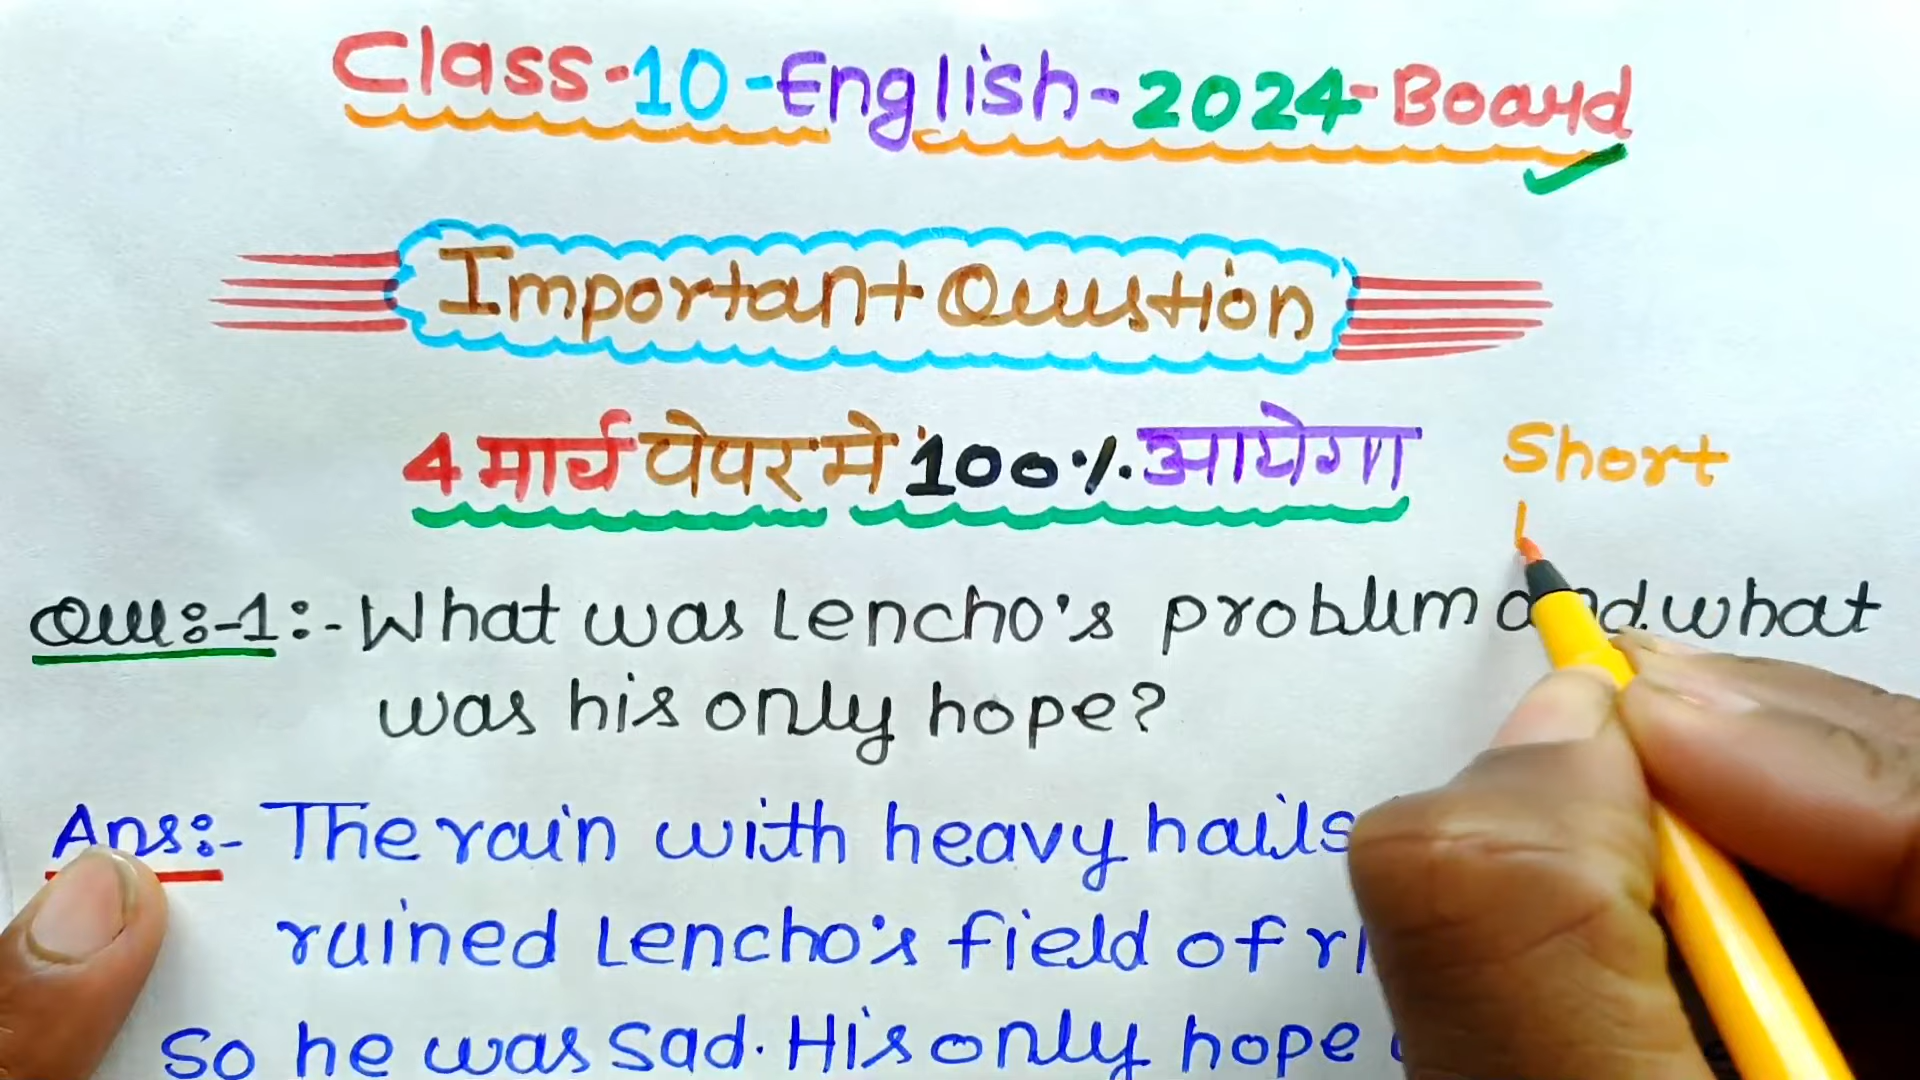 Class-10-English-2024-Board
Important Question
4 मार्च पेपर मे 100% आयेगा
Short
Que:-1:- What was Lencho's problem and what
was his only hope?
Ans:- The rain with heavy hails
ruined Lencho's field of
So he was sad. His only hope